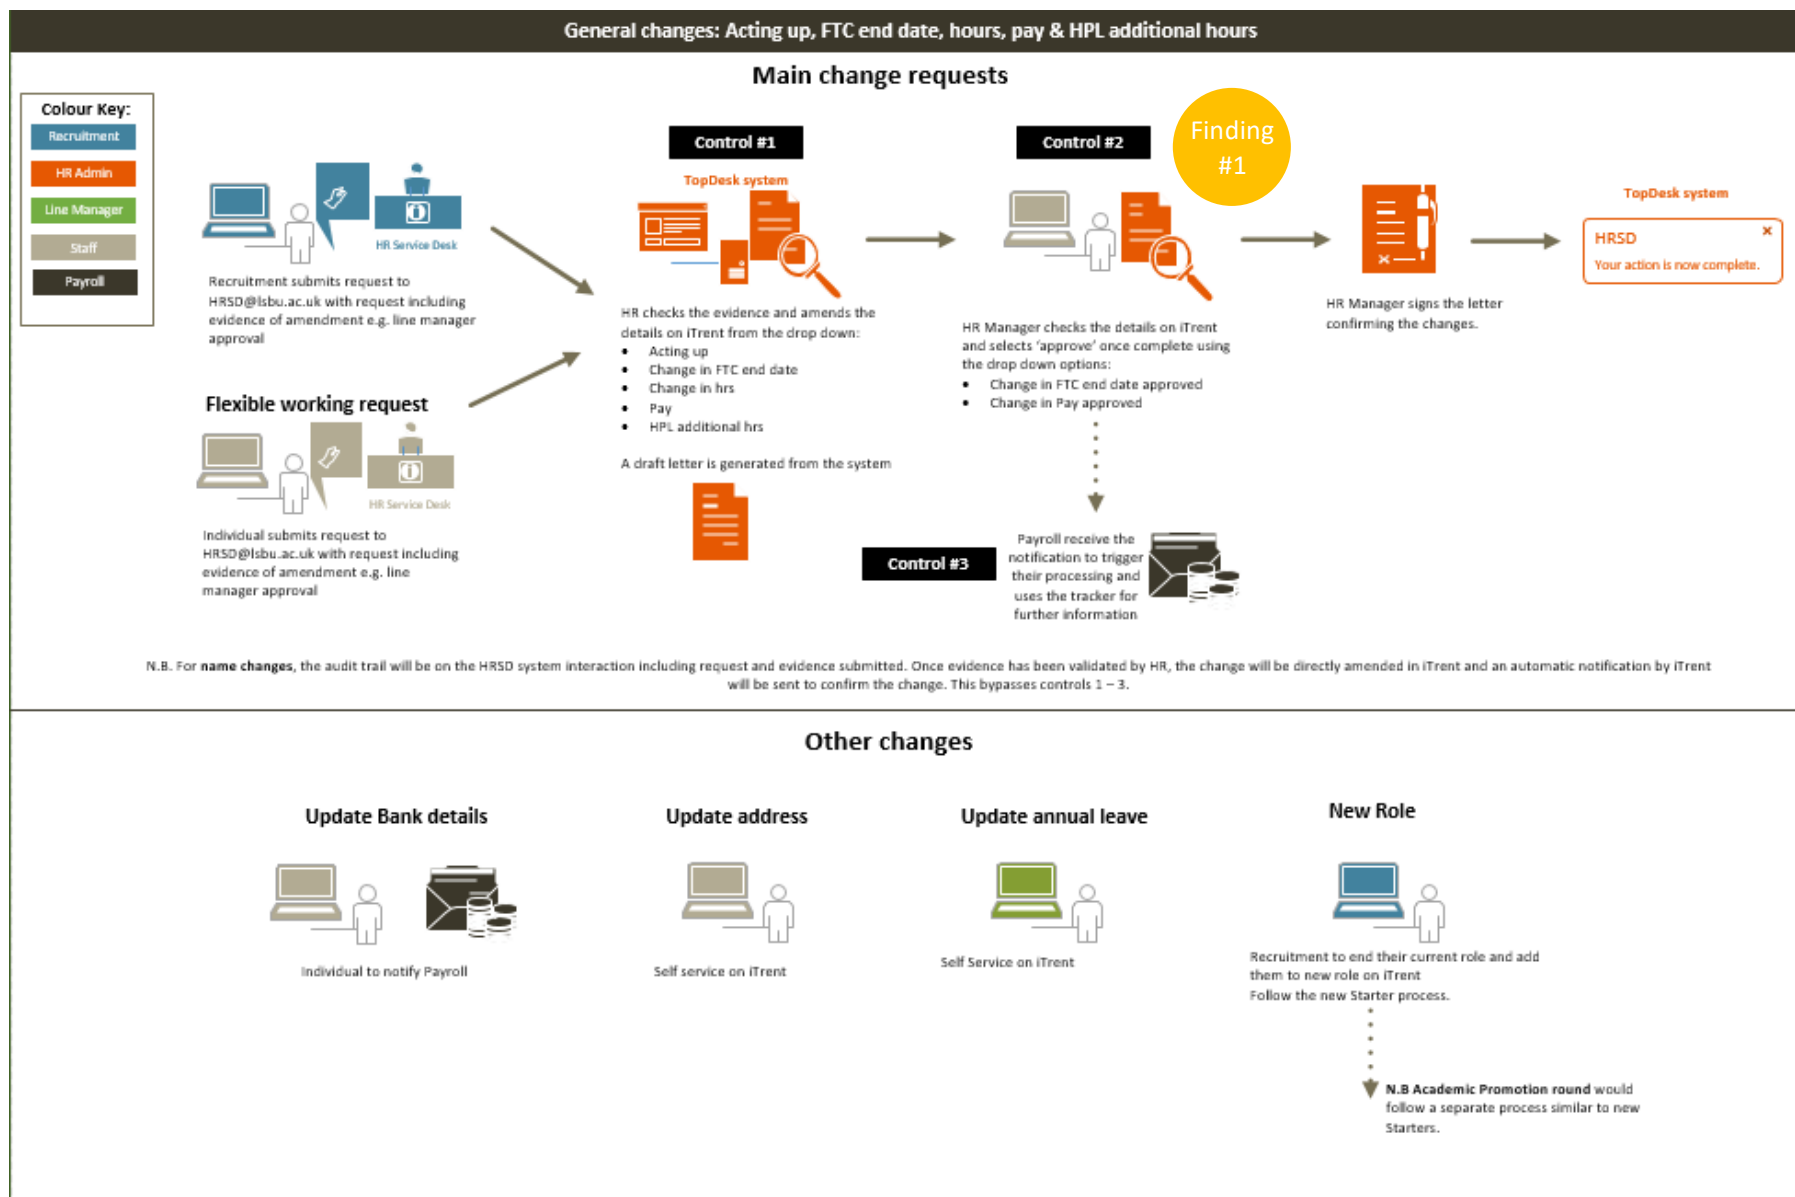 General changes: Acting up, FTC end date, hours, pay & HPL additional hours
Main change requests
Colour Key:
Recruitment
HR Admin
Line Manager
Staff
Payroll
HR Service Desk
Recruitment submits request to
HRSD@lsbu.ac.uk with request including
evidence of amendment e.g. line manager
approval
Flexible working request
HR Service Desk
Individual submits request to
HRSD@lsbu.ac.uk with request including
evidence of amendment e.g. line
manager approval
Control #1
TopDesk system
HR checks the evidence and amends the
details on iTrent from the drop down:
• Acting up
• Change in FTC end date
• Change in hrs
• Pay
• HPL additional hrs
A draft letter is generated from the system
Control #2
Finding
#1
HR Manager checks the details on iTrent
and selects ‘approve’ once complete using
the drop down options:
• Change in FTC end date approved
• Change in Pay approved
Control #3
Payroll receive the
notification to trigger
their processing and
uses the tracker for
further information
HR Manager signs the letter
confirming the changes.
TopDesk system
HRSD
Your action is now complete.
N.B. For name changes, the audit trail will be on the HRSD system interaction including request and evidence submitted. Once evidence has been validated by HR, the change will be directly amended in iTrent and an automatic notification by iTrent
will be sent to confirm the change. This bypasses controls 1 – 3.
Other changes
Update Bank details
Individual to notify Payroll
Update address
Self service on iTrent
Update annual leave
Self Service on iTrent
New Role
Recruitment to end their current role and add
them to new role on iTrent
Follow the new Starter process.
N.B Academic Promotion round would
follow a separate process similar to new
Starters.